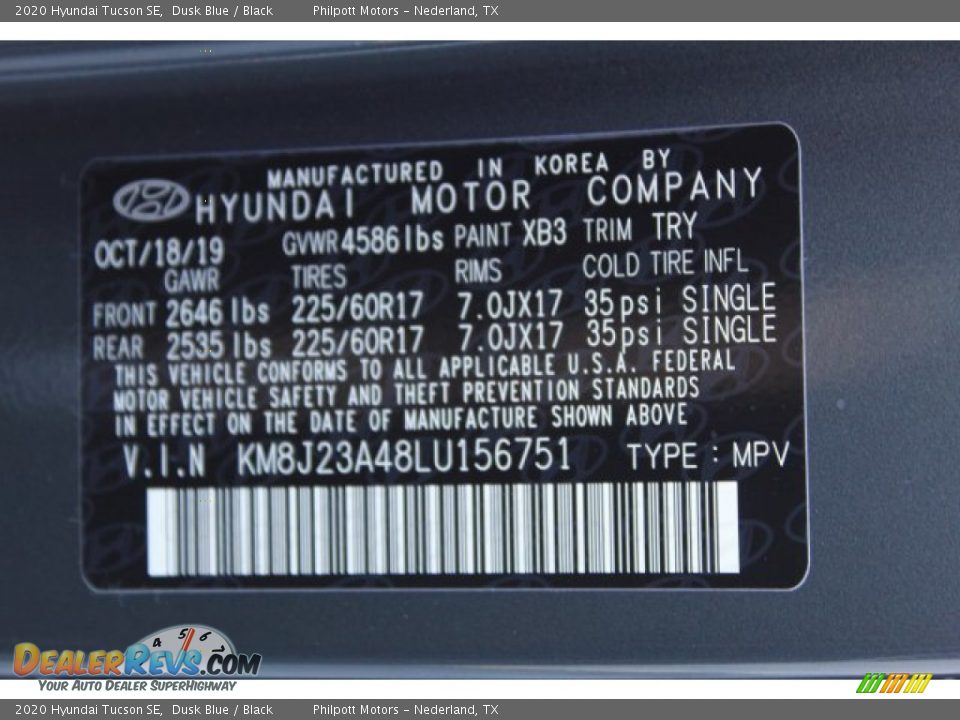 2020 Hyundai Tucson SE, Dusk Blue / Black Philpott Motors - Nederland, TX
MANUFACTURED IN KOREA BY
HYUNDAI MOTOR COMPANY
OCT/18/19 GVWR 4586lbs PAINT XB3 TRIM TRY
GAWR TIRES RIMS COLD TIRE INFL
FRONT 2646 lbs 225/60R17 7.0JX17 35psi SINGLE
REAR 2535 lbs 225/60R17 7.0JX17 35psi SINGLE
THIS VEHICLE CONFORMS TO ALL APPLICABLE U.S.A. FEDERAL
MOTOR VEHICLE SAFETY AND THEFT PREVENTION STANDARDS
IN EFFECT ON THE DATE OF MANUFACTURE SHOWN ABOVE
V.I.N KM8J23A48LU156751 TYPE : MPV
4 5 6
DEALERREVS.COM
YOUR AUTO DEALER SUPERHIGHWAY
2020 Hyundai Tucson SE, Dusk Blue / Black Philpott Motors - Nederland, TX